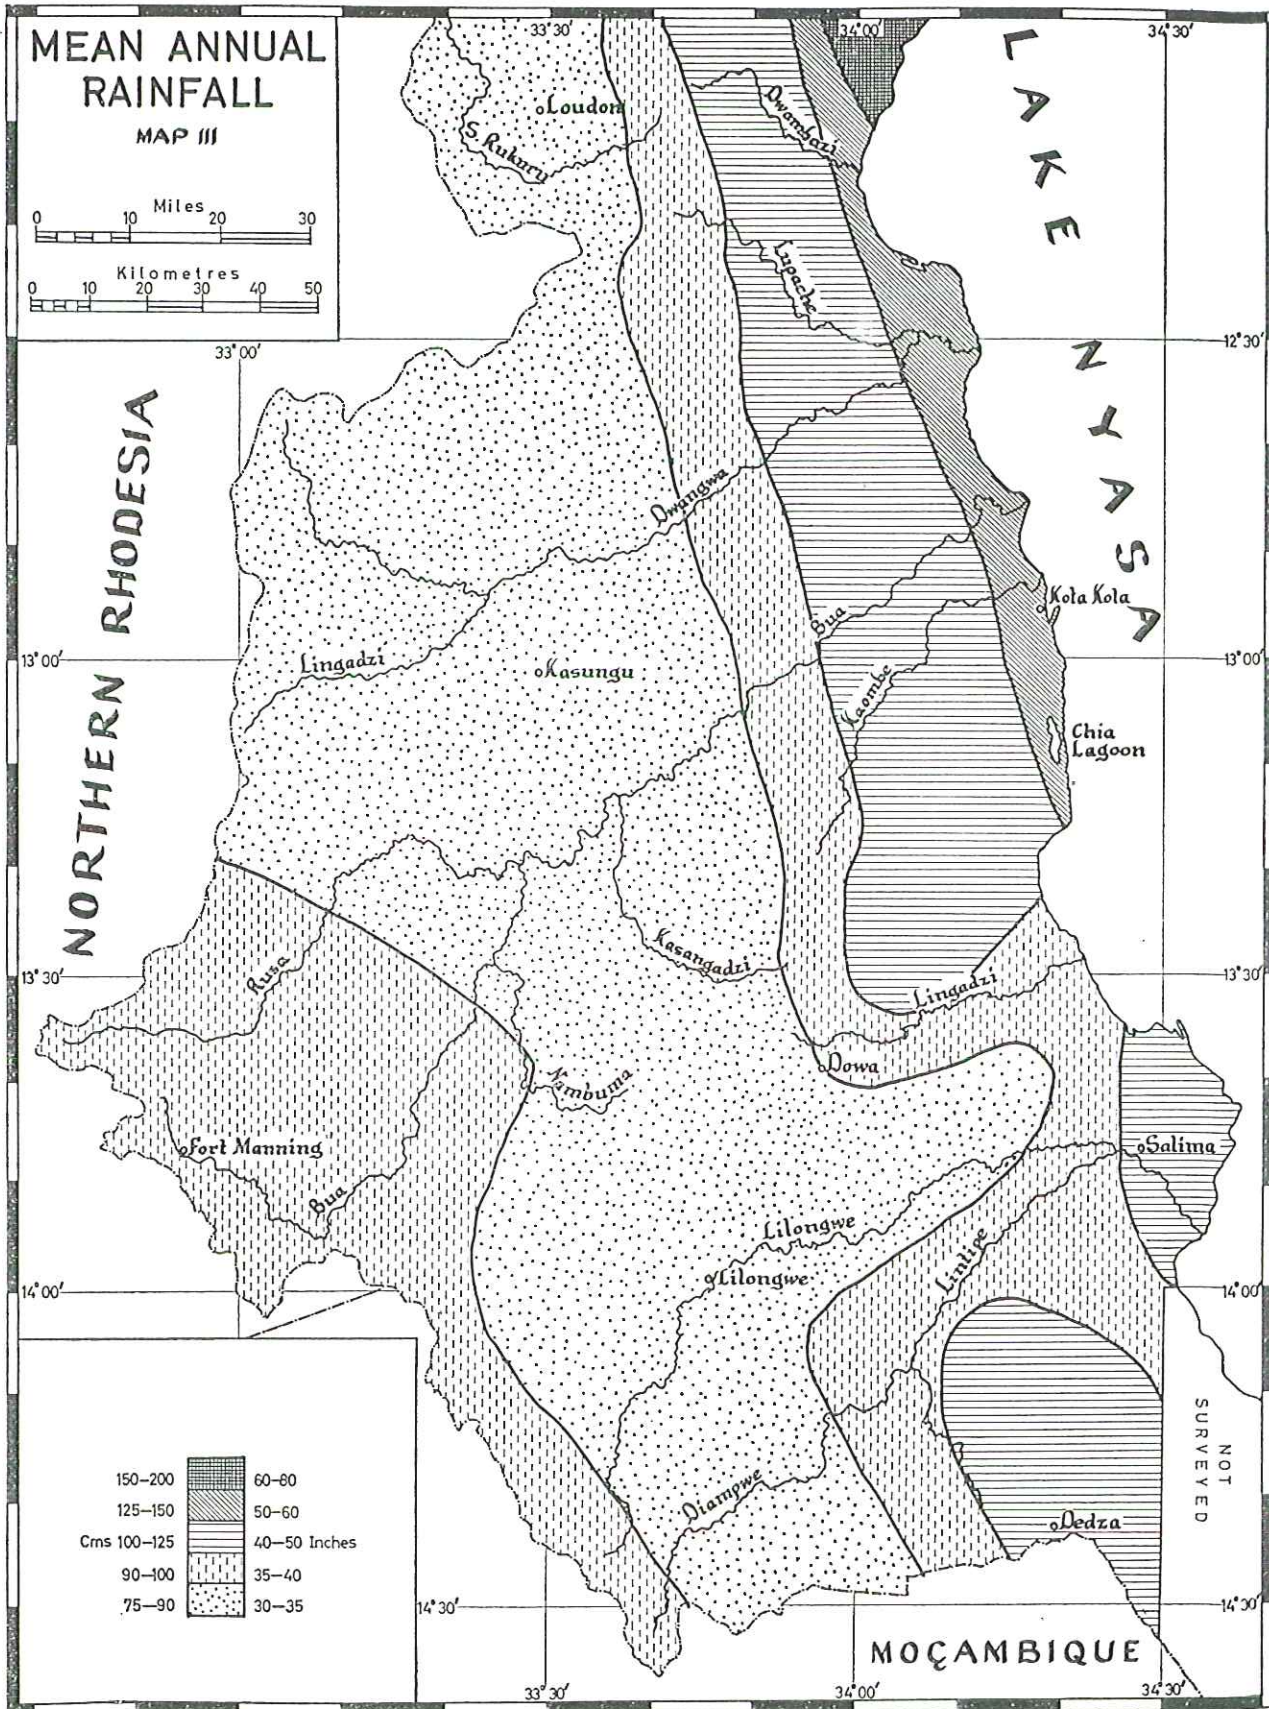 MEAN ANNUAL
RAINFALL
MAP III
Miles
0 10 20 30
Kilometres
0 10 20 30 40 50
33°30'
34°00'
34°30'
LAKE NYASA
Loudon
S. Rukuru
Dwambazi
Lupache
12°30'
33°00'
NORTHERN RHODESIA
Dwangwa
Kota Kota
Bua
13°00'
Lingadzi
Kasungu
13°00'
Kaombe
Chia
Lagoon
Rusa
Kasangadzi
13°30'
Lingadzi
13°30'
Dowa
Nambuma
Fort Manning
Salima
Bua
Lilongwe
Lintipe
Lilongwe
14°00'
14°00'
NOT
SURVEYED
150–200 60–80
125–150 50–60
Cms 100–125 40–50 Inches
90–100 35–40
75–90 30–35
Diampwe
Dedza
14°30'
14°30'
MOÇAMBIQUE
33°30'
34°00'
34°30'